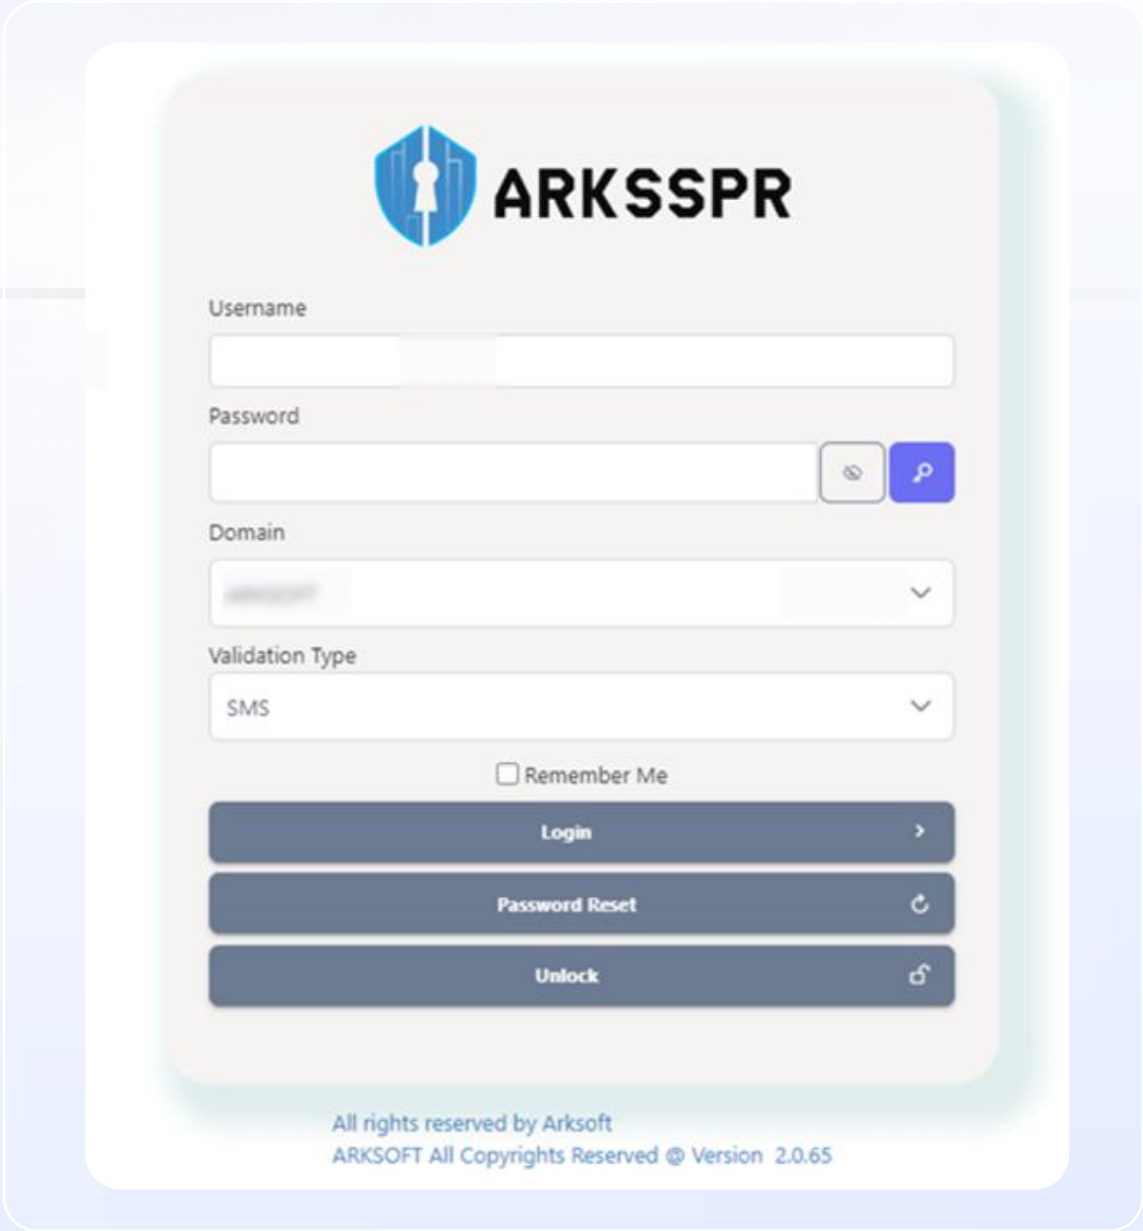 ARKSSPR
Username
Password
Domain
Validation Type
SMS
Remember Me
Login
Password Reset
Unlock
All rights reserved by Arksoft
ARKSOFT All Copyrights Reserved @ Version 2.0.65